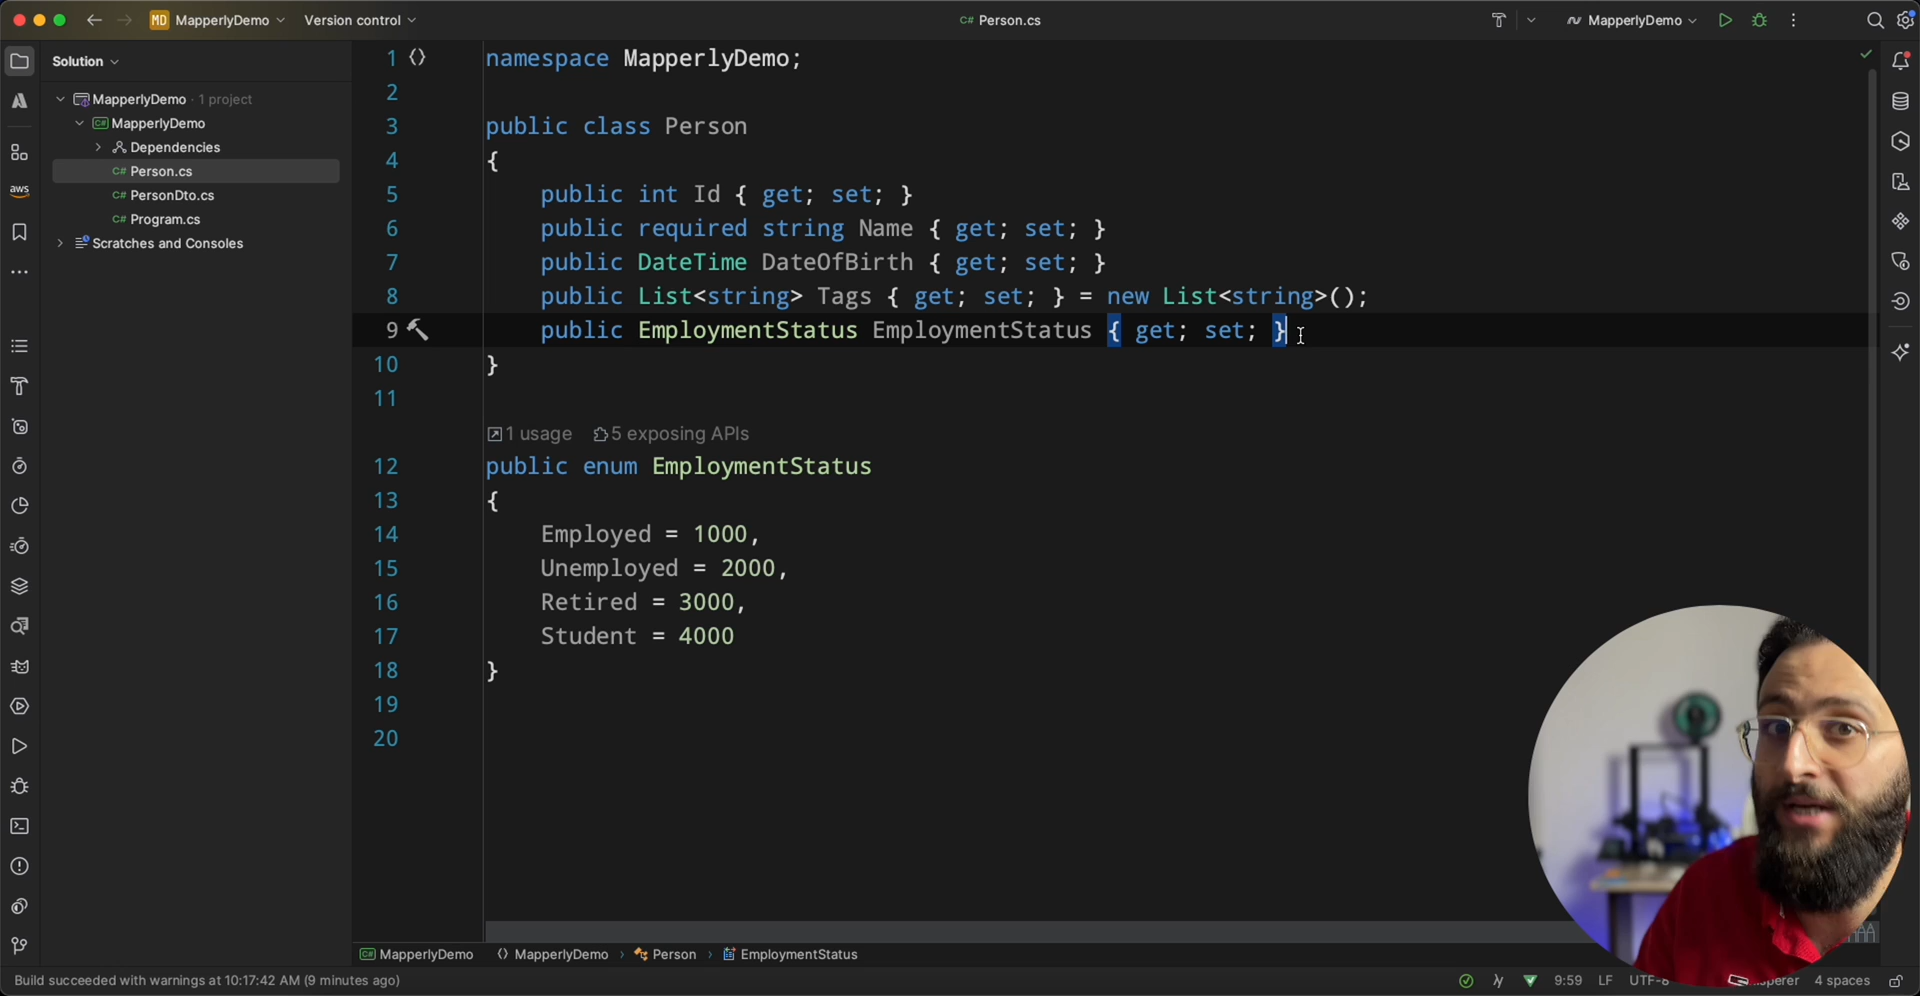 MD MapperlyDemo
Version control
C# Person.cs
MapperlyDemo
Solution
MapperlyDemo · 1 project
C# MapperlyDemo
Dependencies
C# Person.cs
C# PersonDto.cs
C# Program.cs
Scratches and Consoles
aws
1 namespace MapperlyDemo;
2
3 public class Person
4 {
5 public int Id { get; set; }
6 public required string Name { get; set; }
7 public DateTime DateOfBirth { get; set; }
8 public List<string> Tags { get; set; } = new List<string>();
9 public EmploymentStatus EmploymentStatus { get; set; }
10 }
11
1 usage 5 exposing APIs
12 public enum EmploymentStatus
13 {
14 Employed = 1000,
15 Unemployed = 2000,
16 Retired = 3000,
17 Student = 4000
18 }
19
20
C# MapperlyDemo MapperlyDemo › Person › EmploymentStatus
Build succeeded with warnings at 10:17:42 AM (9 minutes ago)
9:59 LF UTF-8 4 spaces